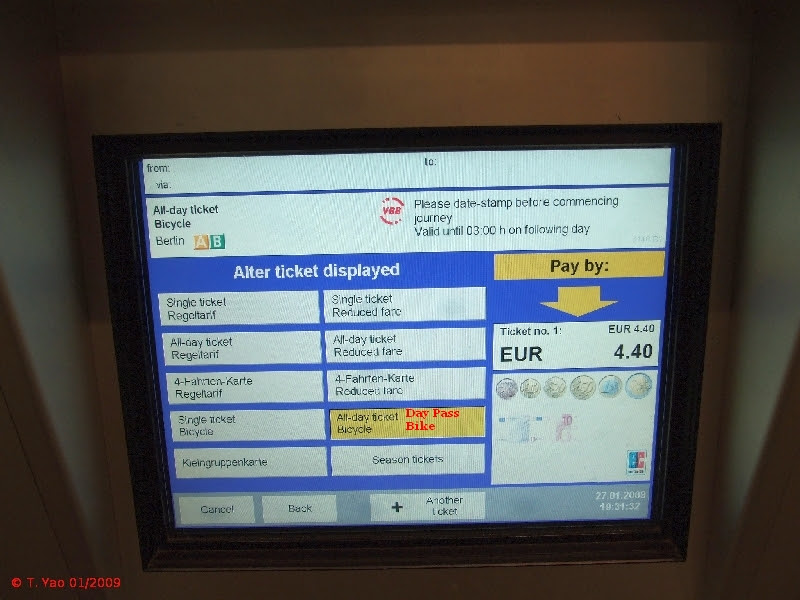 from:
to:
via:
All-day ticket
Bicycle
Berlin A B
VBB
Please date-stamp before commencing
journey
Valid until 03:00 h on following day
Alter ticket displayed
Single ticket
Regeltarif
Single ticket
Reduced fare
All-day ticket
Regeltarif
All-day ticket
Reduced fare
4-Fahrten-Karte
Regeltarif
4-Fahrten-Karte
Reduced fare
Single ticket
Bicycle
All-day ticket
Bicycle
Day Pass
Bike
Kleingruppenkarte
Season tickets
Cancel
Back
+ Another
ticket
Pay by:
Ticket no. 1: EUR 4.40
EUR 4.40
27.01.2009
© T. Yao 01/2009